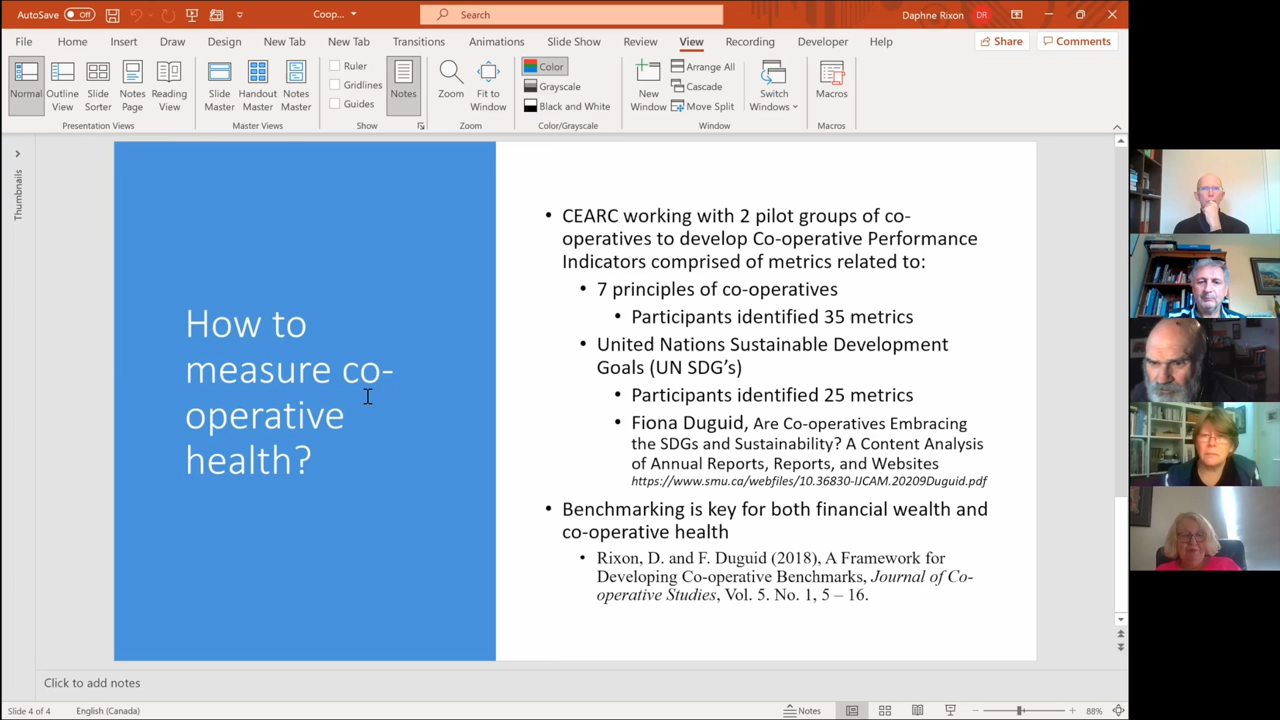 AutoSave Off
Coop...
Search
Daphne Rixon DR
File Home Insert Draw Design New Tab New Tab Transitions Animations Slide Show Review View Recording Developer Help Share Comments
Normal
Outline View
Slide Sorter
Notes Page
Reading View
Presentation Views
Slide Master
Handout Master
Notes Master
Master Views
Ruler
Gridlines
Guides
Show
Notes
Zoom
Fit to Window
Zoom
Color
Grayscale
Black and White
Color/Grayscale
New Window
Arrange All
Cascade
Move Split
Switch Windows
Window
Macros
Macros
Thumbnails
How to
measure co-
operative
health?
• CEARC working with 2 pilot groups of co-
operatives to develop Co-operative Performance
Indicators comprised of metrics related to:
• 7 principles of co-operatives
• Participants identified 35 metrics
• United Nations Sustainable Development
Goals (UN SDG's)
• Participants identified 25 metrics
• Fiona Duguid, Are Co-operatives Embracing
the SDGs and Sustainability? A Content Analysis
of Annual Reports, Reports, and Websites
https://www.smu.ca/webfiles/10.36830-IJCAM.20209Duguid.pdf
• Benchmarking is key for both financial wealth and
co-operative health
• Rixon, D. and F. Duguid (2018), A Framework for
Developing Co-operative Benchmarks, Journal of Co-
operative Studies, Vol. 5. No. 1, 5 – 16.
Click to add notes
Slide 4 of 4 English (Canada) Notes 88%